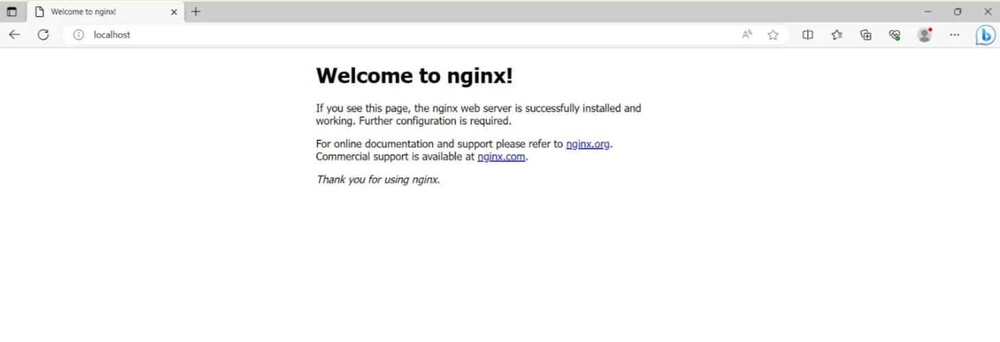 Welcome to nginx!
localhost
Welcome to nginx!
If you see this page, the nginx web server is successfully installed and
working. Further configuration is required.
For online documentation and support please refer to nginx.org.
Commercial support is available at nginx.com.
Thank you for using nginx.